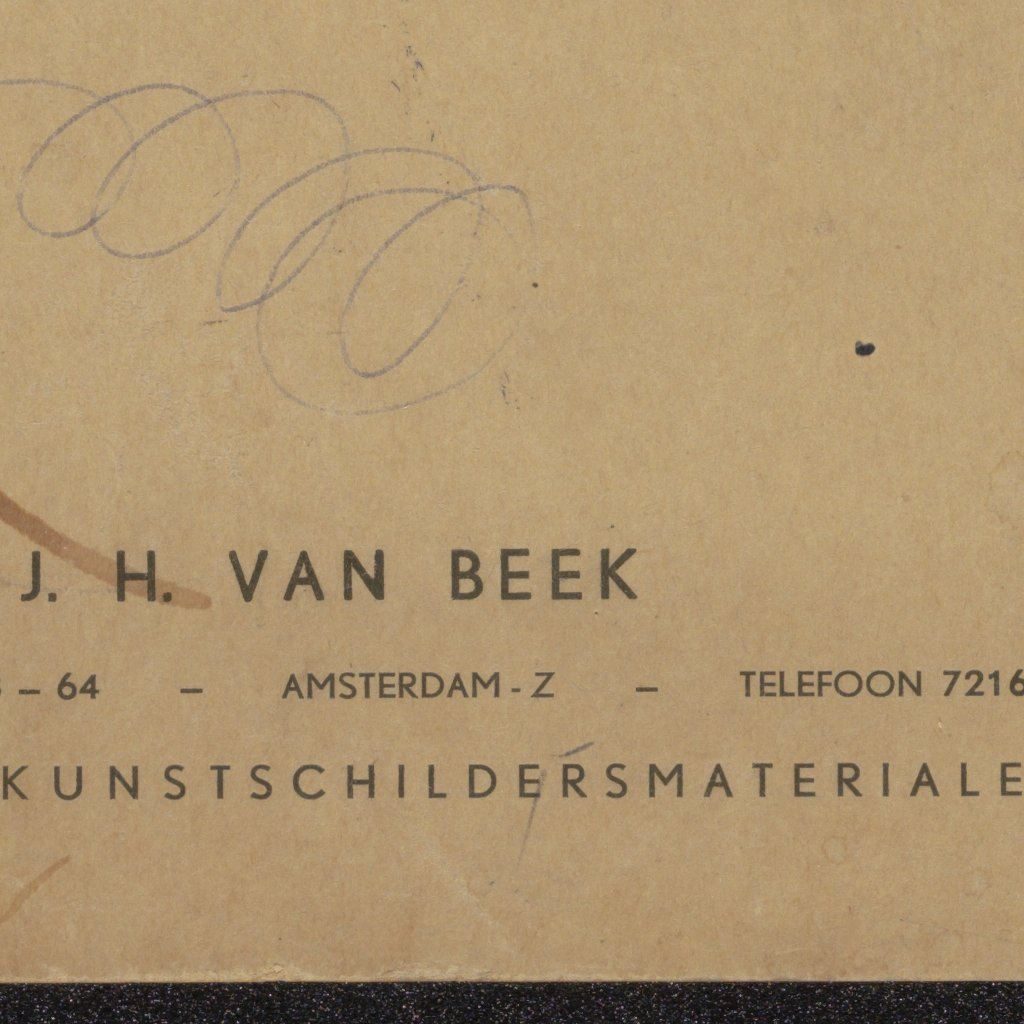 J. H. VAN BEEK
– 64 – AMSTERDAM - Z – TELEFOON 7216
KUNSTSCHILDERSMATERIALE